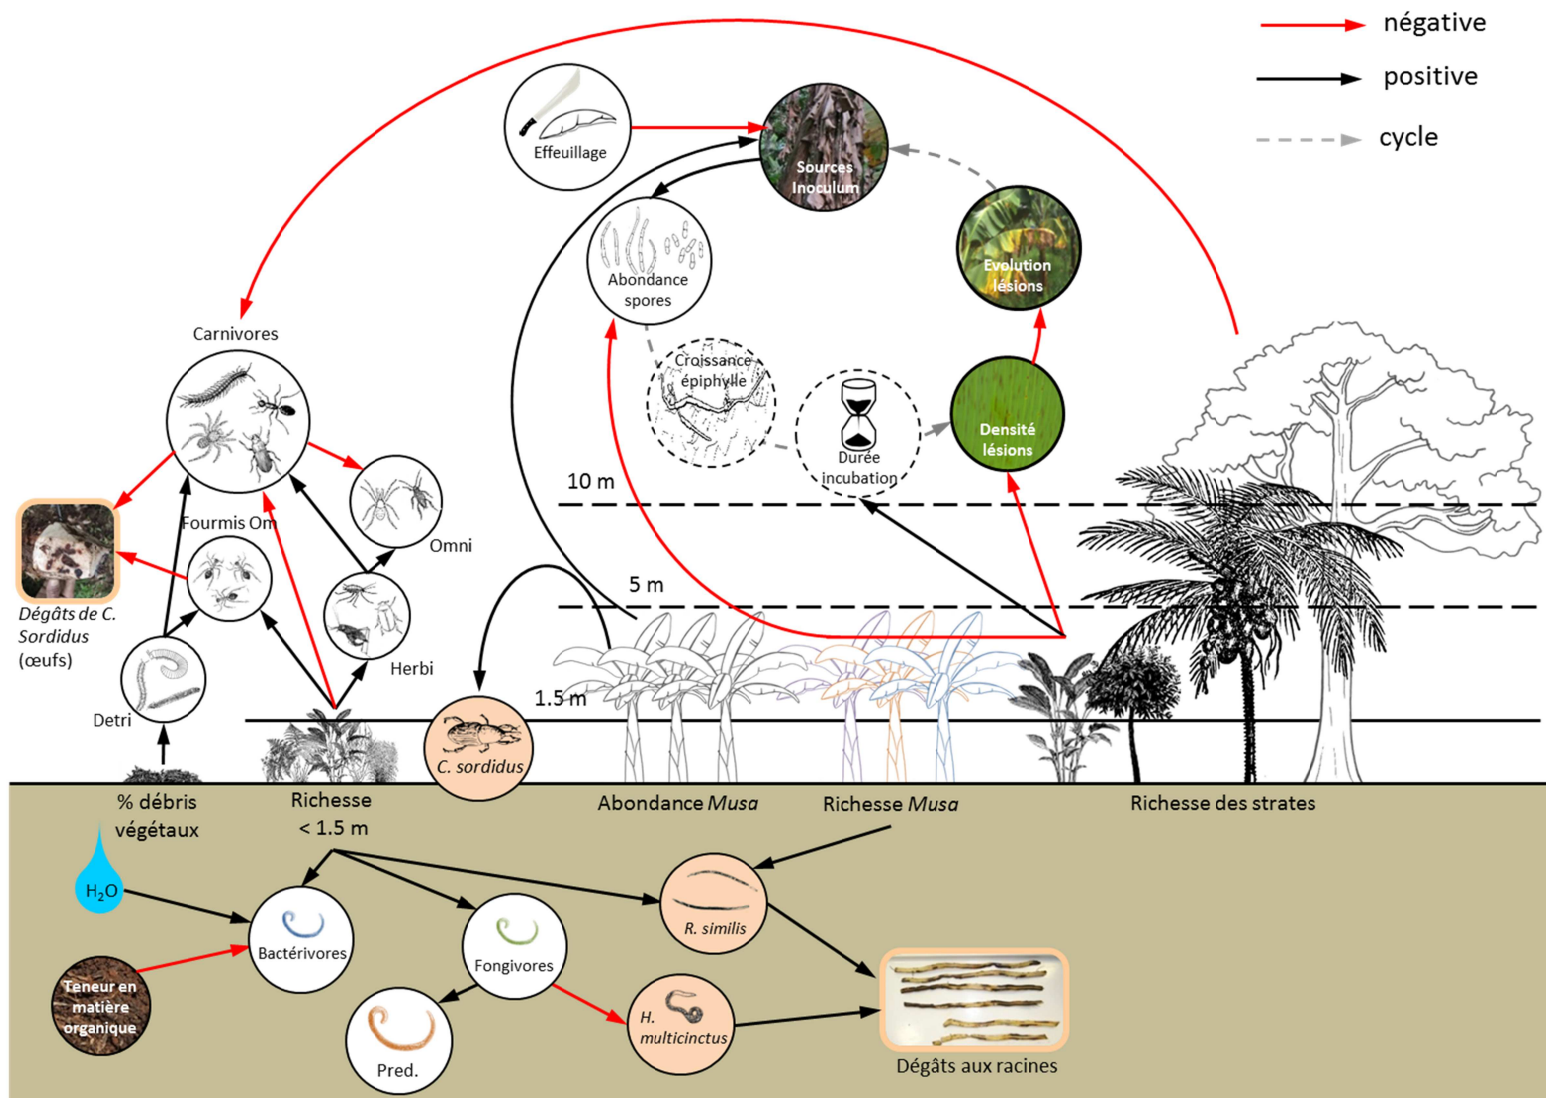 négative
positive
cycle
Effeuillage
Sources
Inoculum
Abondance
spores
Evolution
lésions
Carnivores
Croissance
épiphylle
Durée
incubation
Densité
lésions
10 m
Fourmis Om
Omni
5 m
Dégâts de C.
Sordidus
(œufs)
Herbi
1.5 m
Detri
C. sordidus
% débris
végétaux
Richesse
< 1.5 m
Abondance Musa
Richesse Musa
Richesse des strates
H2O
Bactérivores
Fongivores
R. similis
Teneur en
matière
organique
H.
multicinctus
Pred.
Dégâts aux racines